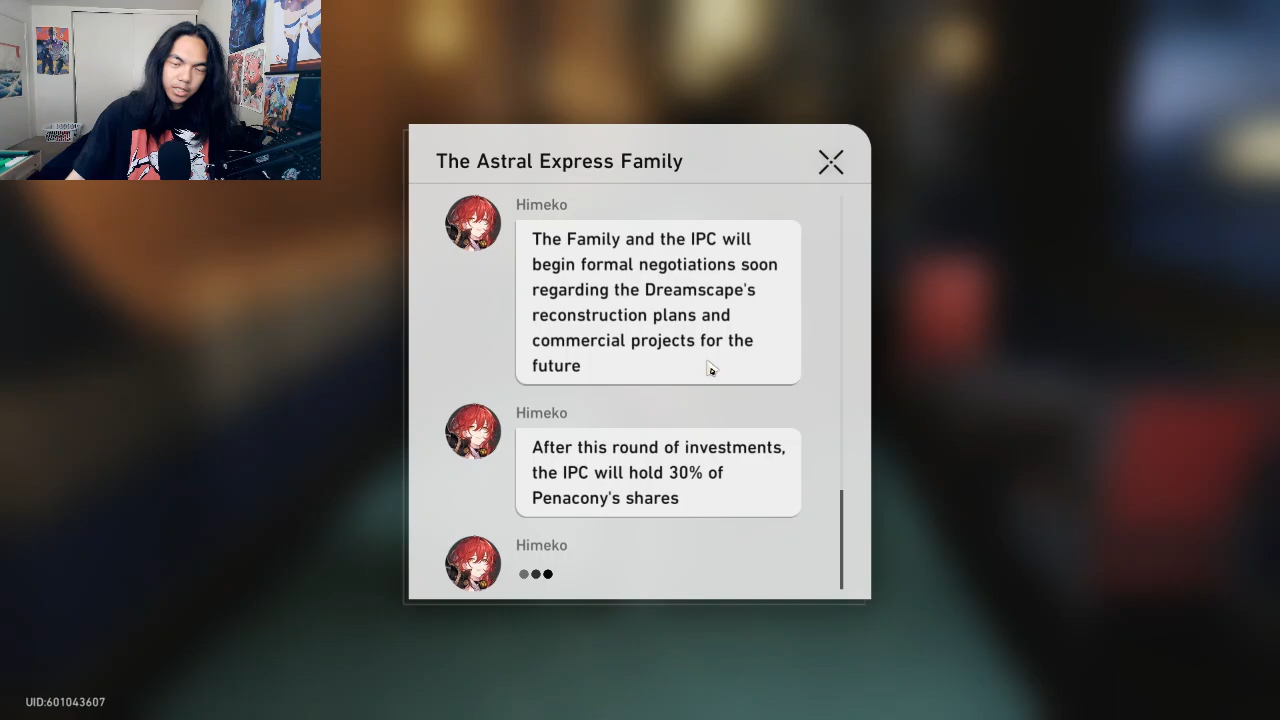 The Astral Express Family
Himeko
The Family and the IPC will
begin formal negotiations soon
regarding the Dreamscape's
reconstruction plans and
commercial projects for the
future
Himeko
After this round of investments,
the IPC will hold 30% of
Penacony's shares
Himeko
UID:601043607